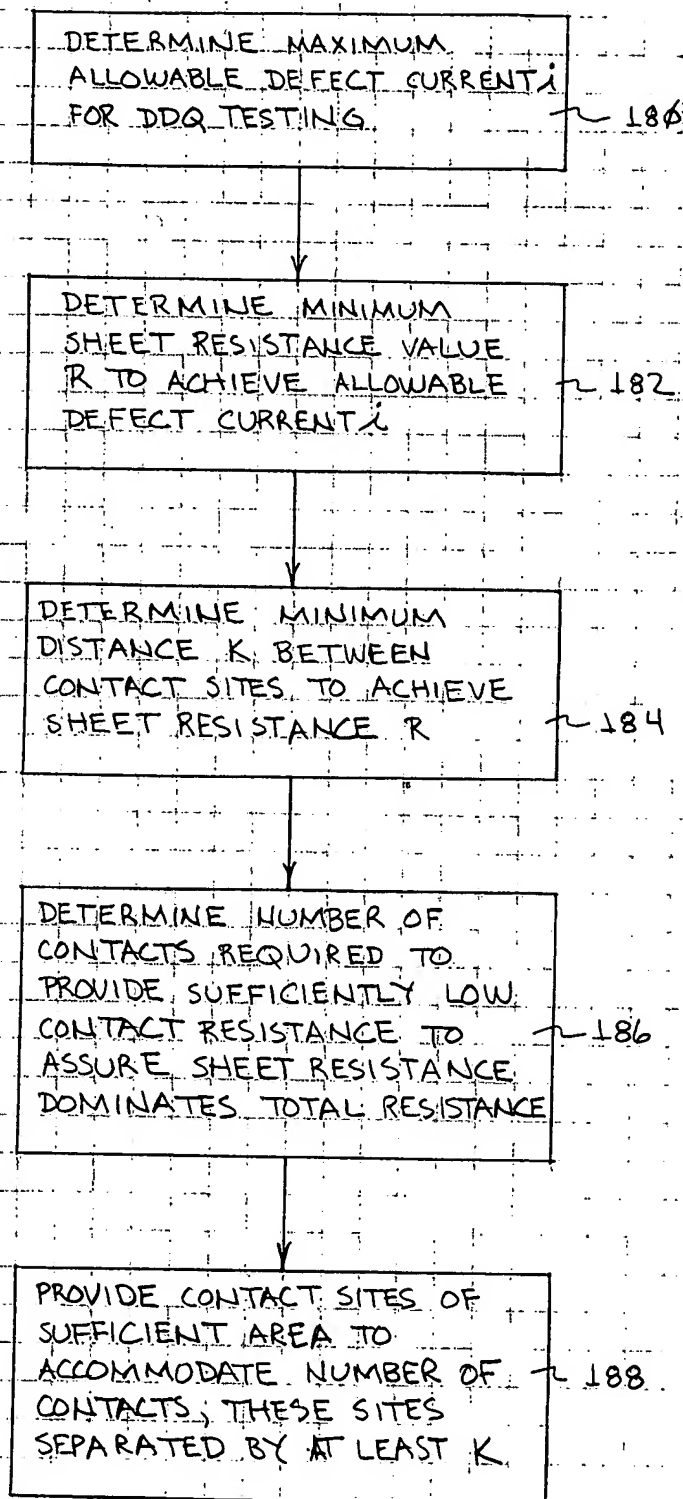 DETERMINE MAXIMUM
ALLOWABLE DEFECT CURRENT i
FOR DDQ TESTING
180
DETERMINE MINIMUM
SHEET RESISTANCE VALUE
R TO ACHIEVE ALLOWABLE
DEFECT CURRENT i
182
DETERMINE MINIMUM
DISTANCE K BETWEEN
CONTACT SITES TO ACHIEVE
SHEET RESISTANCE R
184
DETERMINE NUMBER OF
CONTACTS REQUIRED TO
PROVIDE SUFFICIENTLY LOW
CONTACT RESISTANCE TO
ASSURE SHEET RESISTANCE
DOMINATES TOTAL RESISTANCE
186
PROVIDE CONTACT SITES OF
SUFFICIENT AREA TO
ACCOMMODATE NUMBER OF
CONTACTS, THESE SITES
SEPARATED BY AT LEAST K
188